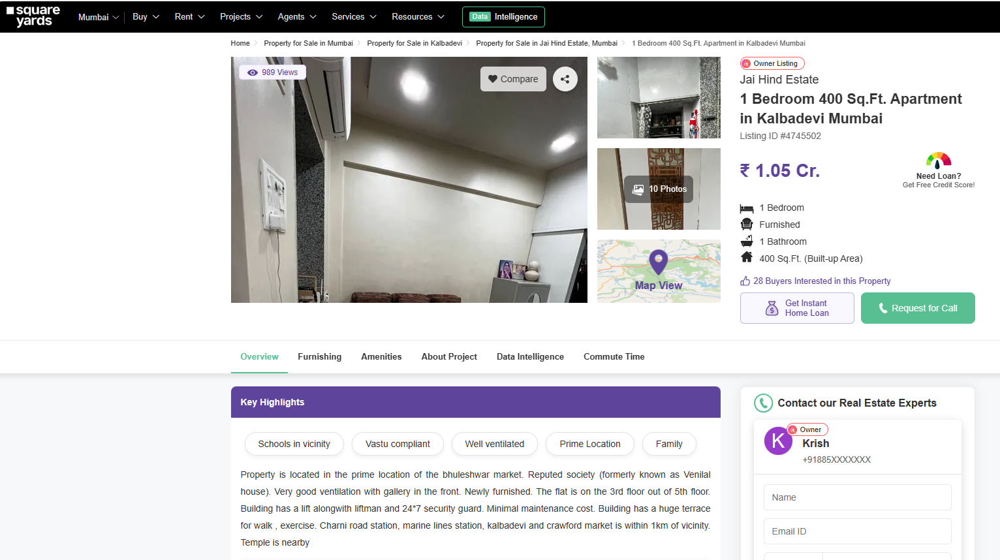 square
yards
Mumbai
Buy
Rent
Projects
Agents
Services
Resources
Data Intelligence
Home
Property for Sale in Mumbai
Property for Sale in Kalbadevi
Property for Sale in Jai Hind Estate, Mumbai
1 Bedroom 400 Sq.Ft. Apartment in Kalbadevi Mumbai
989 Views
Compare
10 Photos
Map View
Owner Listing
Jai Hind Estate
1 Bedroom 400 Sq.Ft. Apartment
in Kalbadevi Mumbai
Listing ID #4745502
₹ 1.05 Cr.
Need Loan?
Get Free Credit Score!
1 Bedroom
Furnished
1 Bathroom
400 Sq.Ft. (Built-up Area)
28 Buyers Interested in this Property
Get Instant
Home Loan
Request for Call
Overview
Furnishing
Amenities
About Project
Data Intelligence
Commute Time
Key Highlights
Schools in vicinity
Vastu compliant
Well ventilated
Prime Location
Family
Property is located in the prime location of the bhuleshwar market. Reputed society (formerly known as Venilal
house). Very good ventilation with gallery in the front. Newly furnished. The flat is on the 3rd floor out of 5th floor.
Building has a lift alongwith liftman and 24*7 security guard. Minimal maintenance cost. Building has a huge terrace
for walk , exercise. Charni road station, marine lines station, kalbadevi and crawford market is within 1km of vicinity.
Temple is nearby
Contact our Real Estate Experts
K
Owner
Krish
+91885XXXXXXX
Name
Email ID